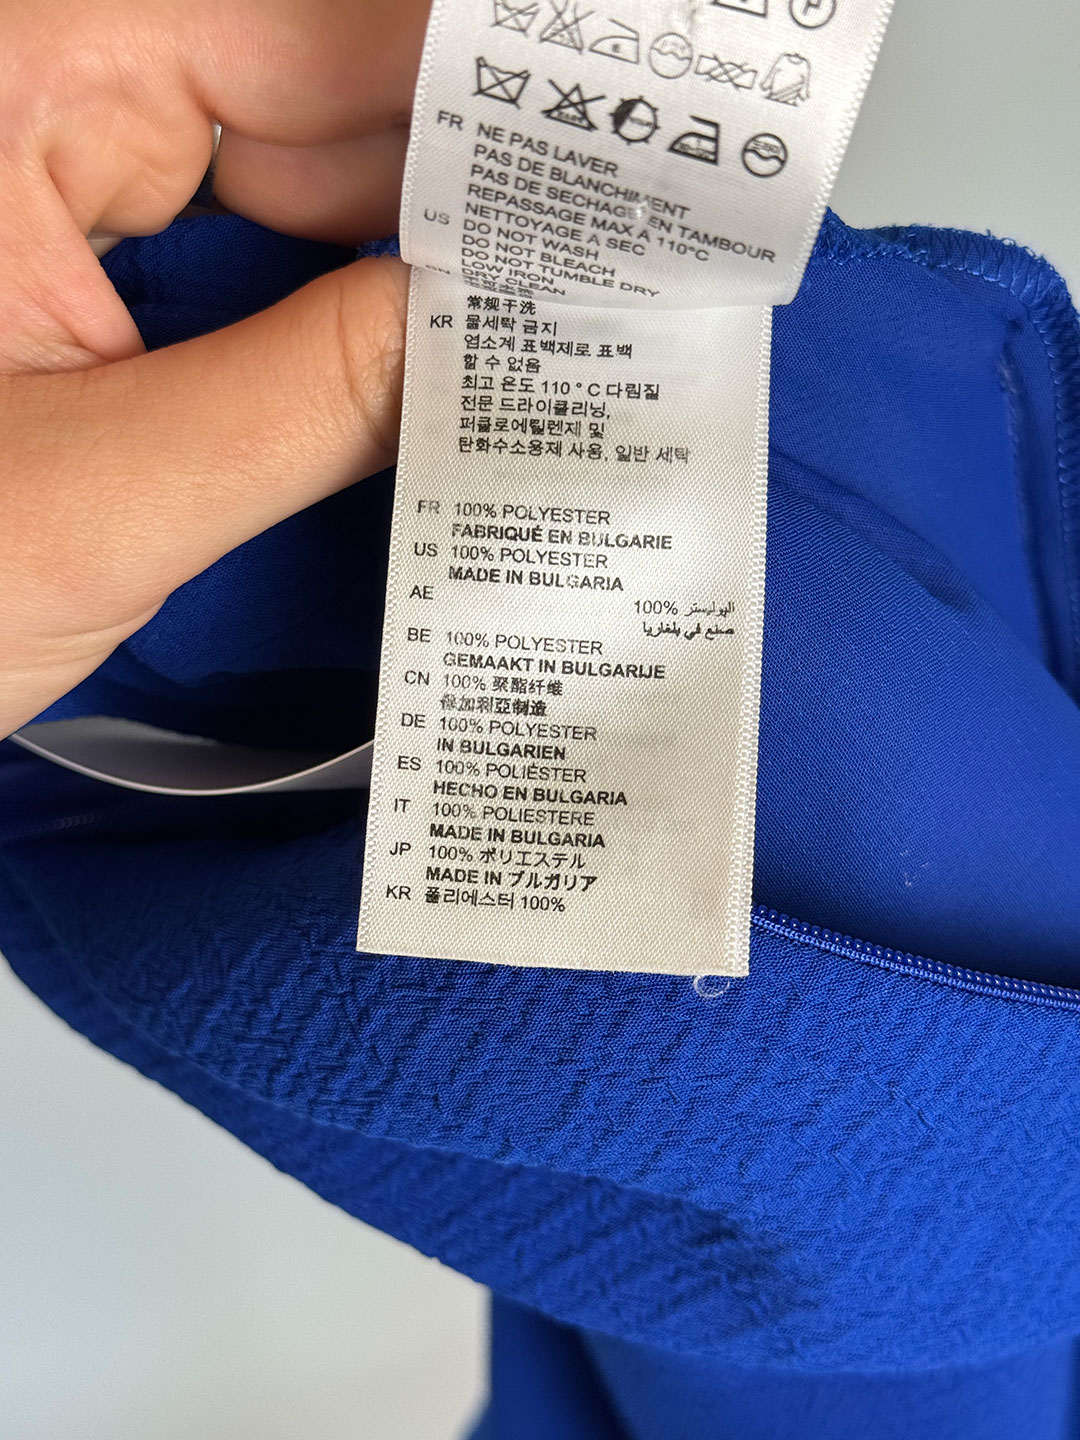 FR NE PAS LAVER
PAS DE BLANCHIMENT
PAS DE SECHAGE EN TAMBOUR
REPASSAGE MAX A 110°C
NETTOYAGE A SEC
US DO NOT WASH
DO NOT BLEACH
DO NOT TUMBLE DRY
LOW IRON
DRY CLEAN
常规干洗
KR 물세탁 금지
염소계 표백제로 표백
할 수 없음
최고 온도 110 ° C 다림질
전문 드라이클리닝,
퍼클로에틸렌제 및
탄화수소용제 사용, 일반 세탁
FR 100% POLYESTER
FABRIQUÉ EN BULGARIE
US 100% POLYESTER
MADE IN BULGARIA
AE
البوليستر 100%
صنع في بلغاريا
BE 100% POLYESTER
GEMAAKT IN BULGARIJE
CN 100% 聚酯纤维
保加利亞制造
DE 100% POLYESTER
IN BULGARIEN
ES 100% POLIÉSTER
HECHO EN BULGARIA
IT 100% POLIESTERE
MADE IN BULGARIA
JP 100% ポリエステル
MADE IN ブルガリア
KR 폴리에스터 100%